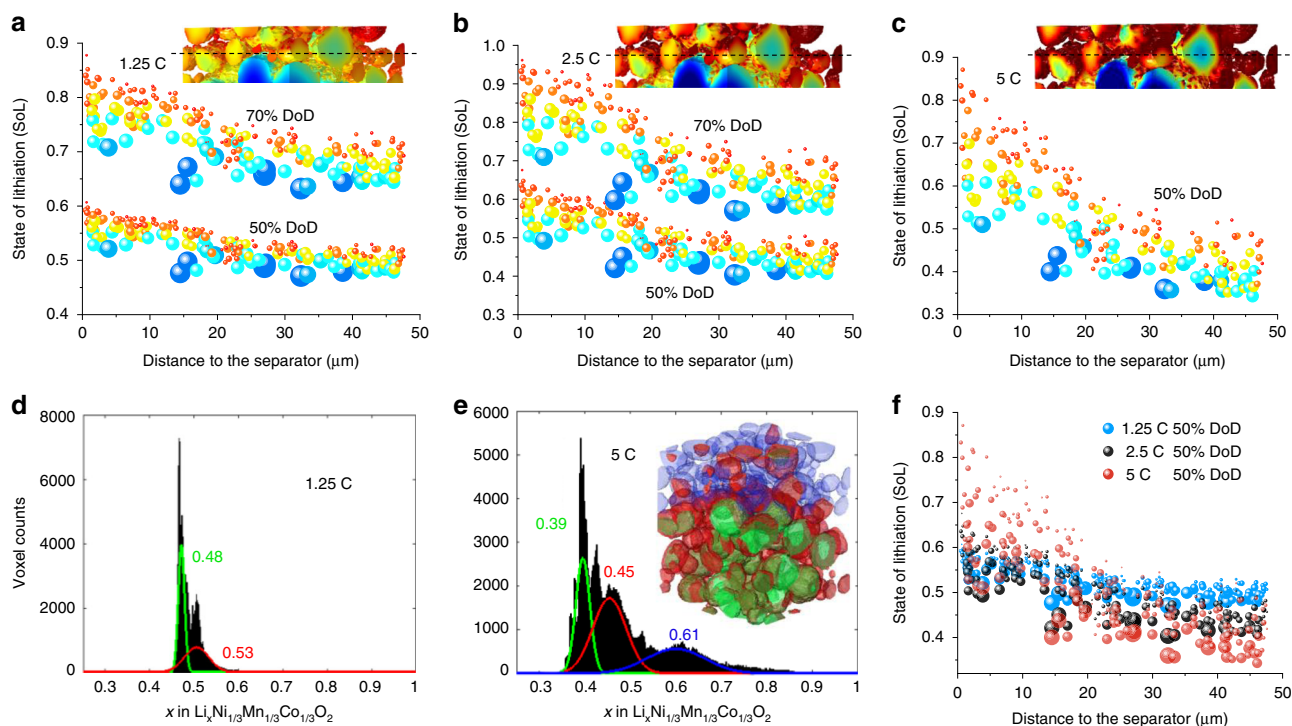 a
1.25 C
70% DoD
50% DoD
State of lithiation (SoL)
0.9
0.8
0.7
0.6
0.5
0.4
0 10 20 30 40 50
Distance to the separator (μm)
b
2.5 C
70% DoD
50% DoD
State of lithiation (SoL)
1.0
0.9
0.8
0.7
0.6
0.5
0.4
0.3
0 10 20 30 40 50
Distance to the separator (μm)
c
5 C
50% DoD
State of lithiation (SoL)
0.9
0.8
0.7
0.6
0.5
0.4
0.3
0 10 20 30 40 50
Distance to the separator (μm)
d
1.25 C
0.48
0.53
Voxel counts
8000
6000
4000
2000
0
0.3 0.4 0.5 0.6 0.7 0.8 0.9 1
x in LiₓNi₁/₃Mn₁/₃Co₁/₃O₂
e
5 C
0.39
0.45
0.61
6000
5000
4000
3000
2000
1000
0
0.3 0.4 0.5 0.6 0.7 0.8 0.9 1
x in LiₓNi₁/₃Mn₁/₃Co₁/₃O₂
f
1.25 C 50% DoD
2.5 C 50% DoD
5 C 50% DoD
State of lithiation (SoL)
0.9
0.8
0.7
0.6
0.5
0.4
0 10 20 30 40 50
Distance to the separator (μm)